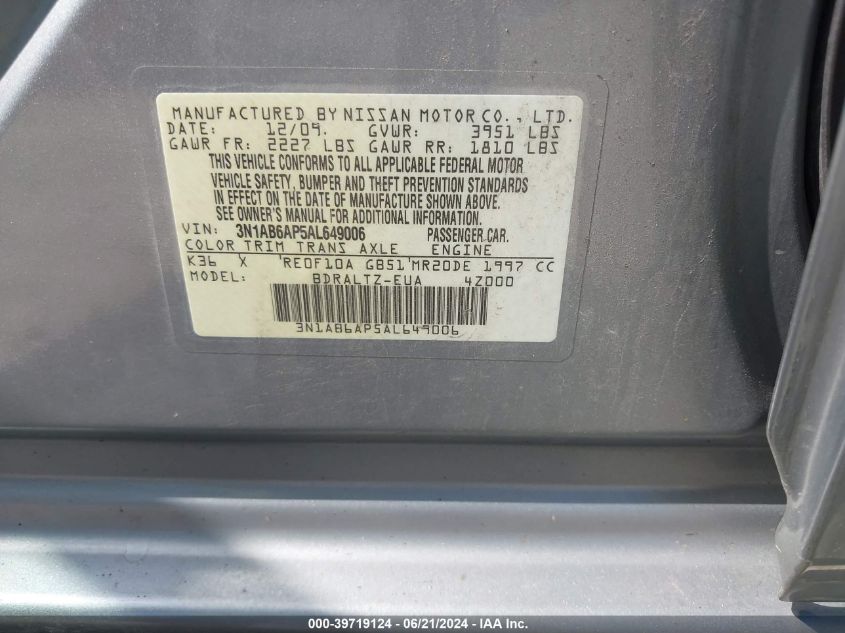 MANUFACTURED BY NISSAN MOTOR CO., LTD.
DATE: 12/09. GVWR: 3951 LBS
GAWR FR: 2227 LBS GAWR RR: 1810 LBS
THIS VEHICLE CONFORMS TO ALL APPLICABLE FEDERAL MOTOR
VEHICLE SAFETY, BUMPER AND THEFT PREVENTION STANDARDS
IN EFFECT ON THE DATE OF MANUFACTURE SHOWN ABOVE.
SEE OWNER'S MANUAL FOR ADDITIONAL INFORMATION.
VIN: 3N1AB6AP5AL649006 PASSENGER CAR.
COLOR TRIM TRANS AXLE ENGINE
K36 X 'RE0F10A GB51'MR20DE 1997 CC
MODEL: BDRALTZ-EUA 4Z000
3N1AB6AP5AL649006
000-39719124 - 06/21/2024 - IAA Inc.